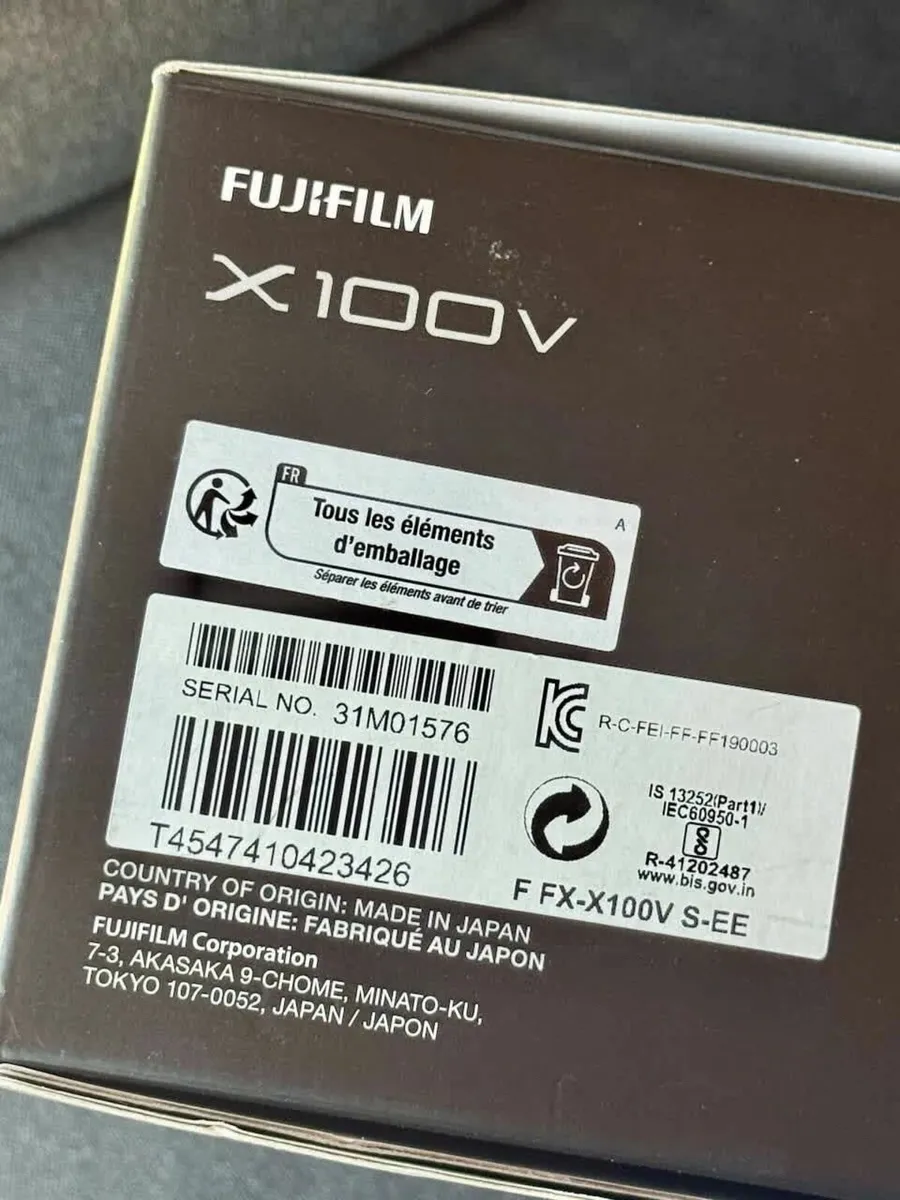 FUJIFILM
X100V
FR
A
Tous les éléments
d'emballage
Séparer les éléments avant de trier
SERIAL NO. 31M01576
R-C-FEI-FF-FF190003
T4547410423426
IS 13252(Part1)/
IEC60950-1
R-41202487
www.bis.gov.in
F FX-X100V S-EE
COUNTRY OF ORIGIN: MADE IN JAPAN
PAYS D' ORIGINE: FABRIQUÉ AU JAPON
FUJIFILM Corporation
7-3, AKASAKA 9-CHOME, MINATO-KU,
TOKYO 107-0052, JAPAN / JAPON